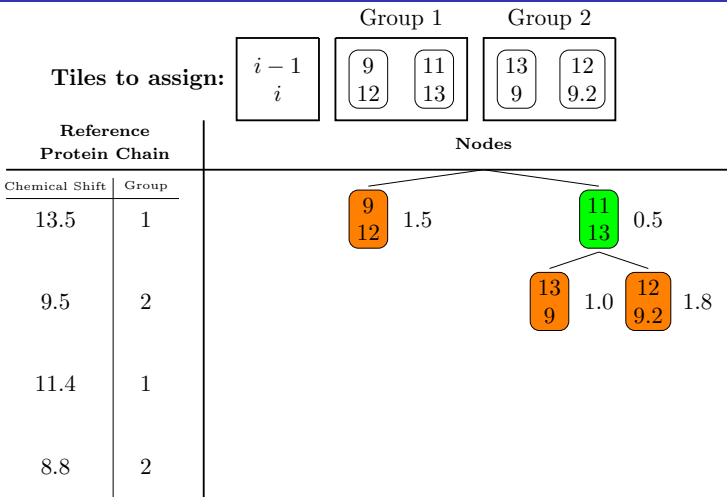 Group 1 Group 2
Tiles to assign: i − 1 9 11 13 12
i 12 13 9 9.2
Reference
Protein Chain
Nodes
Chemical Shift Group
13.5 1
9 1.5 11 0.5
12 13
9.5 2
13 1.0 12 1.8
9 9.2
11.4 1
8.8 2